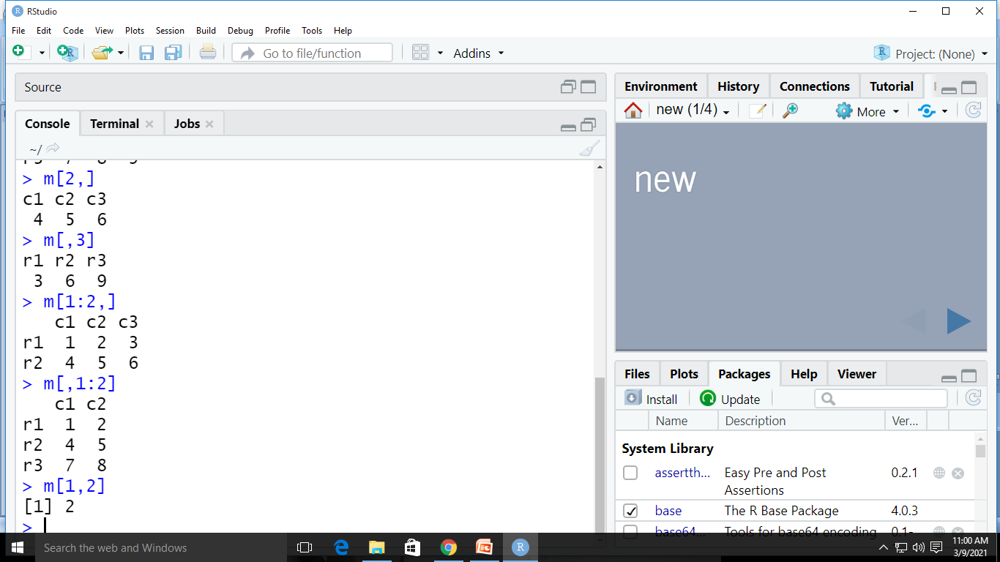 RStudio
File Edit Code View Plots Session Build Debug Profile Tools Help
Go to file/function Addins Project: (None)
Source
Console Terminal Jobs
~/
> m[2,]
c1 c2 c3
4 5 6
> m[,3]
r1 r2 r3
3 6 9
> m[1:2,]
c1 c2 c3
r1 1 2 3
r2 4 5 6
> m[,1:2]
c1 c2
r1 1 2
r2 4 5
r3 7 8
> m[1,2]
[1] 2
>
Environment History Connections Tutorial
new (1/4) More
new
Files Plots Packages Help Viewer
Install Update
Name Description Ver...
System Library
assertth... Easy Pre and Post Assertions 0.2.1
base The R Base Package 4.0.3
base64... Tools for base64 encoding 0.1-
Search the web and Windows
11:00 AM
3/9/2021